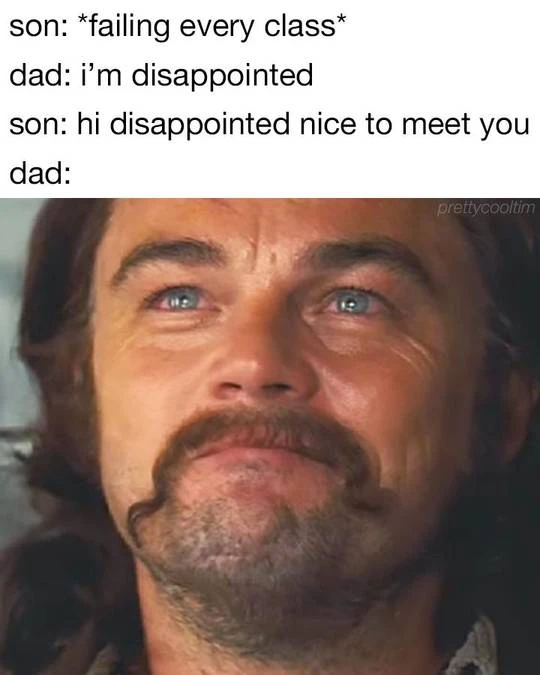 son: *failing every class*
dad: i’m disappointed
son: hi disappointed nice to meet you
dad:
prettycooltim